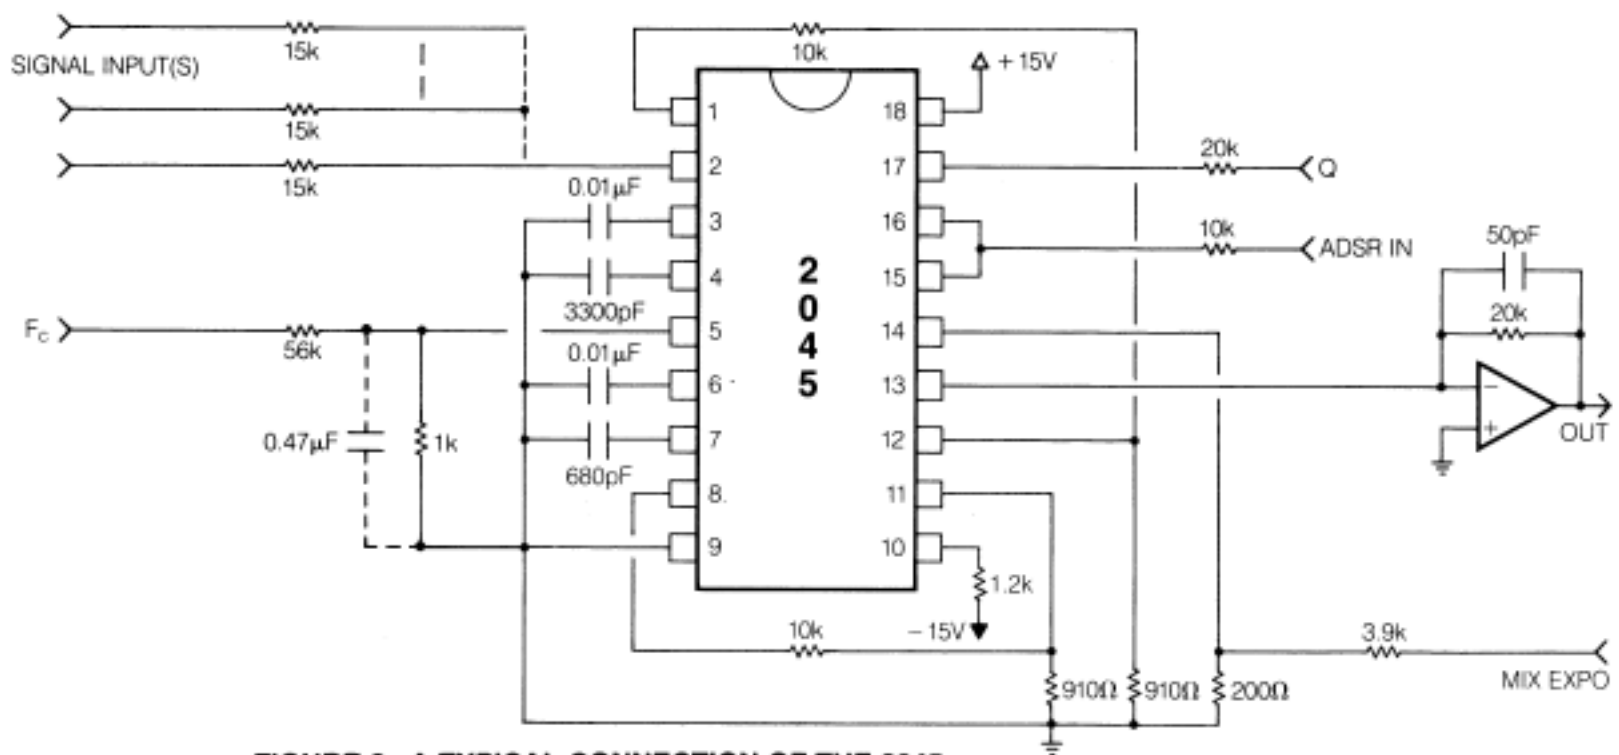 15k
SIGNAL INPUT(S)
15k
15k
10k
+15V
1
2
3
4
5
6
7
8
9
18
17
16
15
14
13
12
11
10
2
0
4
5
0.01µF
3300pF
0.01µF
680pF
Fc
56k
0.47µF
1k
20k
Q
10k
ADSR IN
50pF
20k
−
+
OUT
1.2k
−15V
10k
910Ω
910Ω
200Ω
3.9k
MIX EXPO